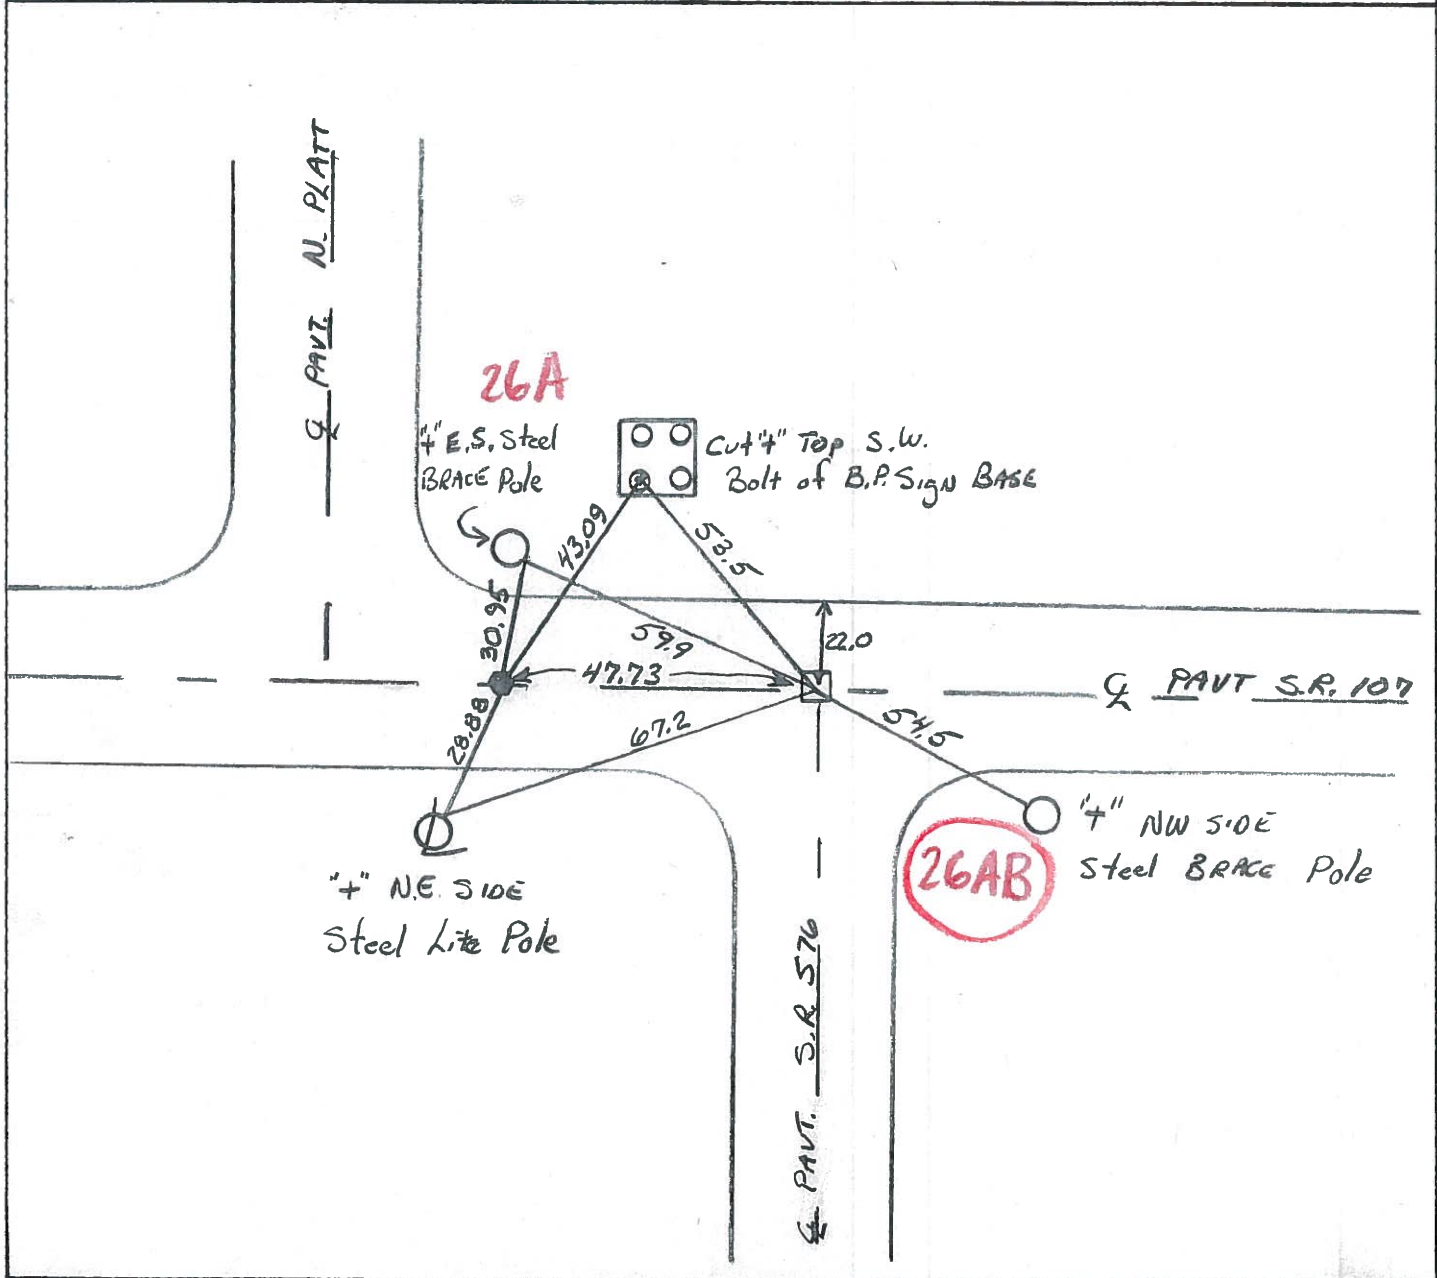 ℄ PAVT. N. PLATT
26A
"+" E.S. Steel
BRACE Pole
Cut "+" Top S.W.
Bolt of B.P. Sign BASE
43.09
53.5
30.95
59.9
22.0
47.73
℄ PAVT S.R. 107
28.88
67.2
54.5
"+" NW SIDE
Steel BRACE Pole
26AB
"+" N.E. SIDE
Steel Lite Pole
℄ PAVT. S.R. 576